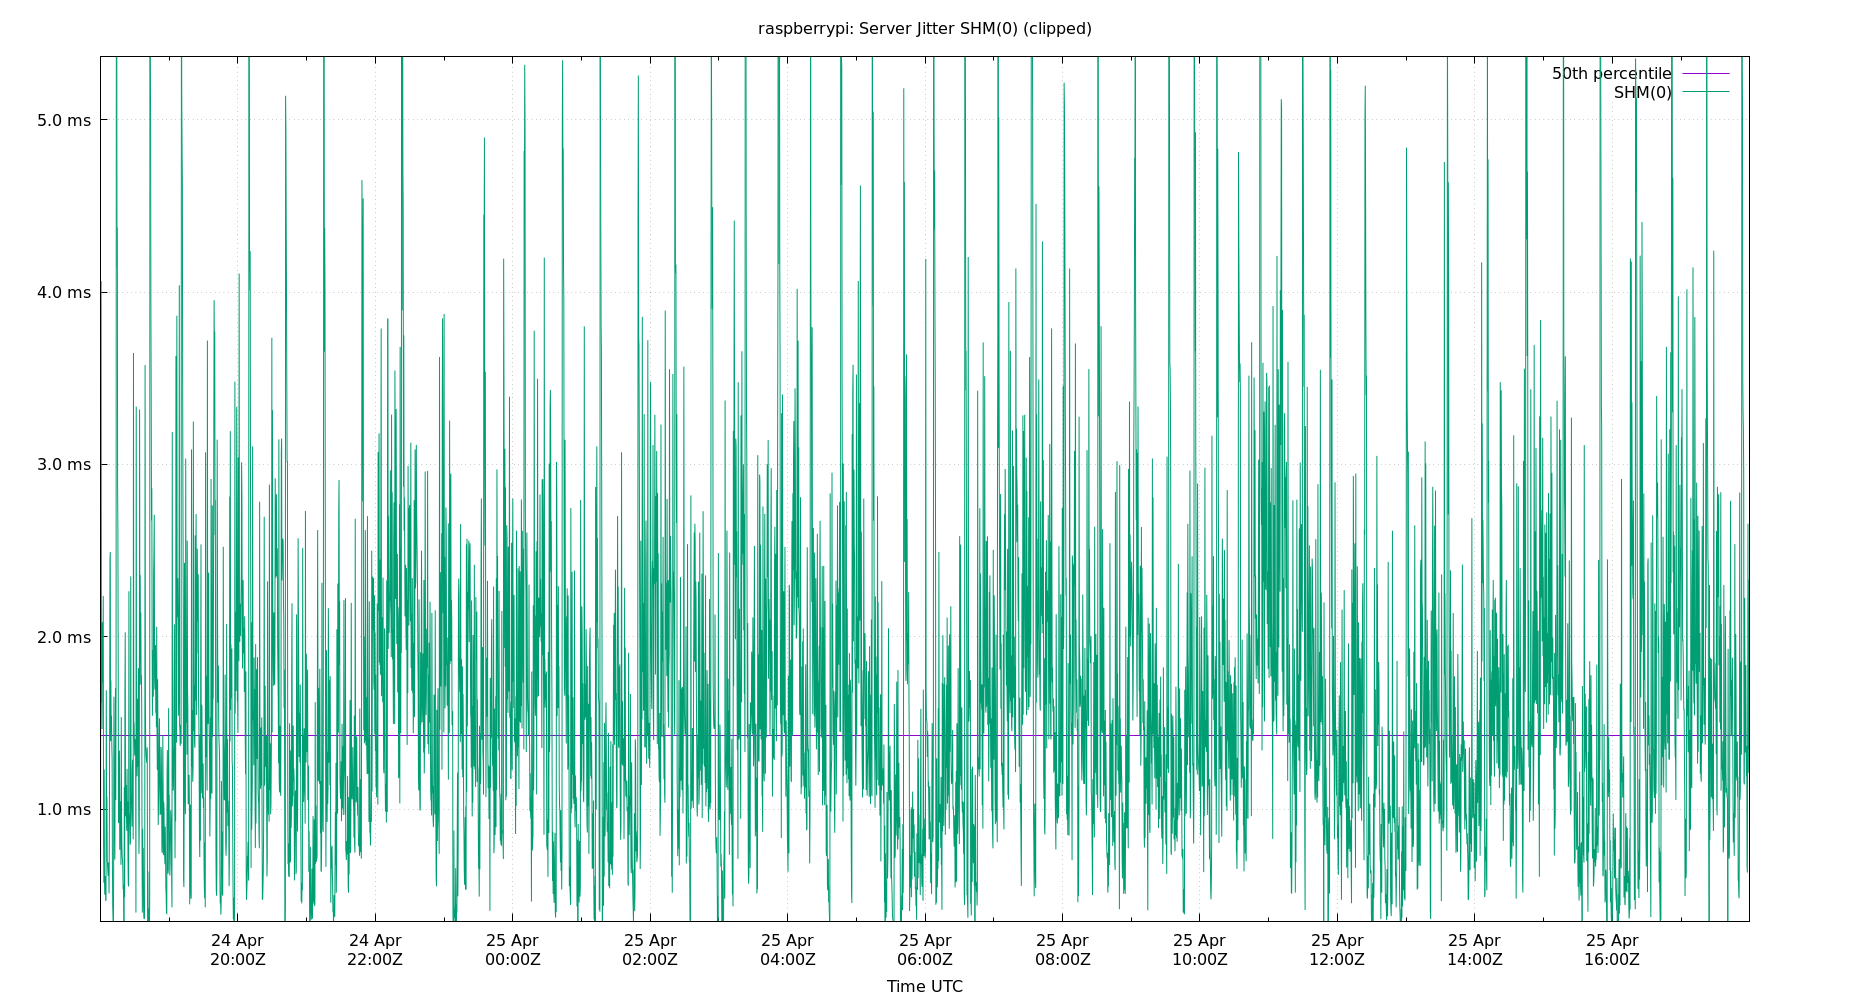 raspberrypi: Server Jitter SHM(0) (clipped)
50th percentile
SHM(0)
5.0 ms
4.0 ms
3.0 ms
2.0 ms
1.0 ms
24 Apr 24 Apr 25 Apr 25 Apr 25 Apr 25 Apr 25 Apr 25 Apr 25 Apr 25 Apr 25 Apr
20:00Z 22:00Z 00:00Z 02:00Z 04:00Z 06:00Z 08:00Z 10:00Z 12:00Z 14:00Z 16:00Z
Time UTC